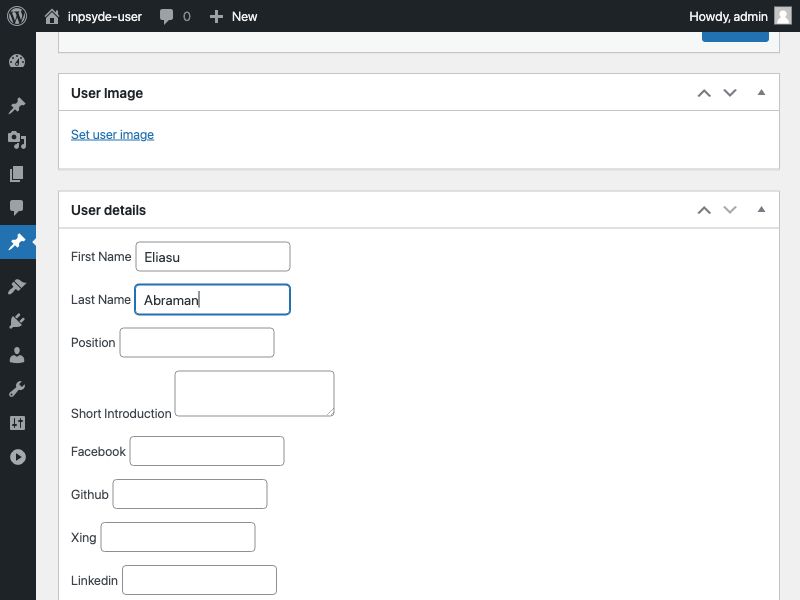 inpsyde-user 0 New Howdy, admin
User Image
Set user image
User details
First Name Eliasu
Last Name Abraman
Position
Short Introduction
Facebook
Github
Xing
Linkedin